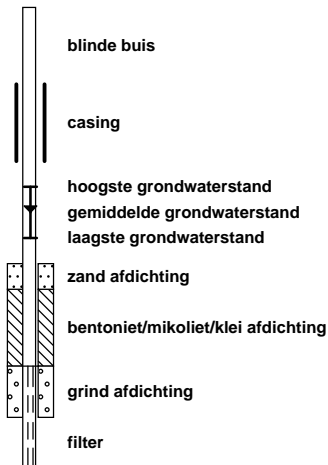 blinde buis
casing
hoogste grondwaterstand
gemiddelde grondwaterstand
laagste grondwaterstand
zand afdichting
bentoniet/mikoliet/klei afdichting
grind afdichting
filter